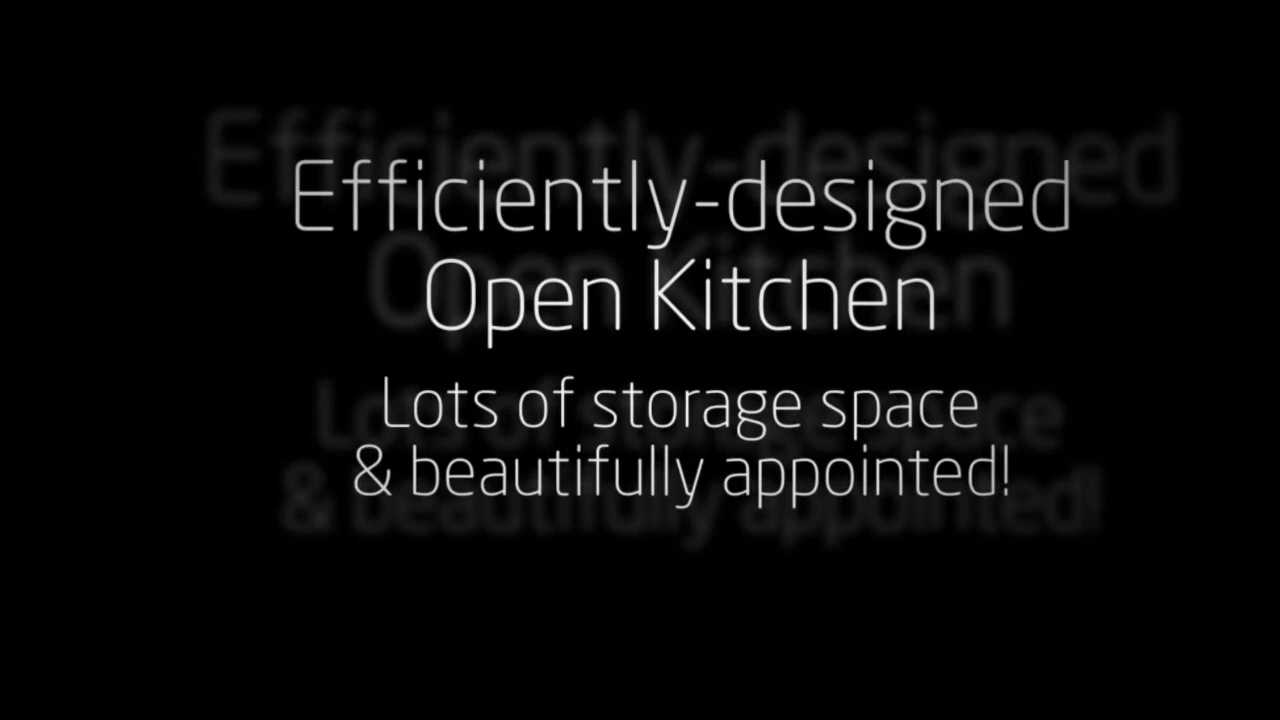 Efficiently-designed
Open Kitchen
Lots of storage space
& beautifully appointed!